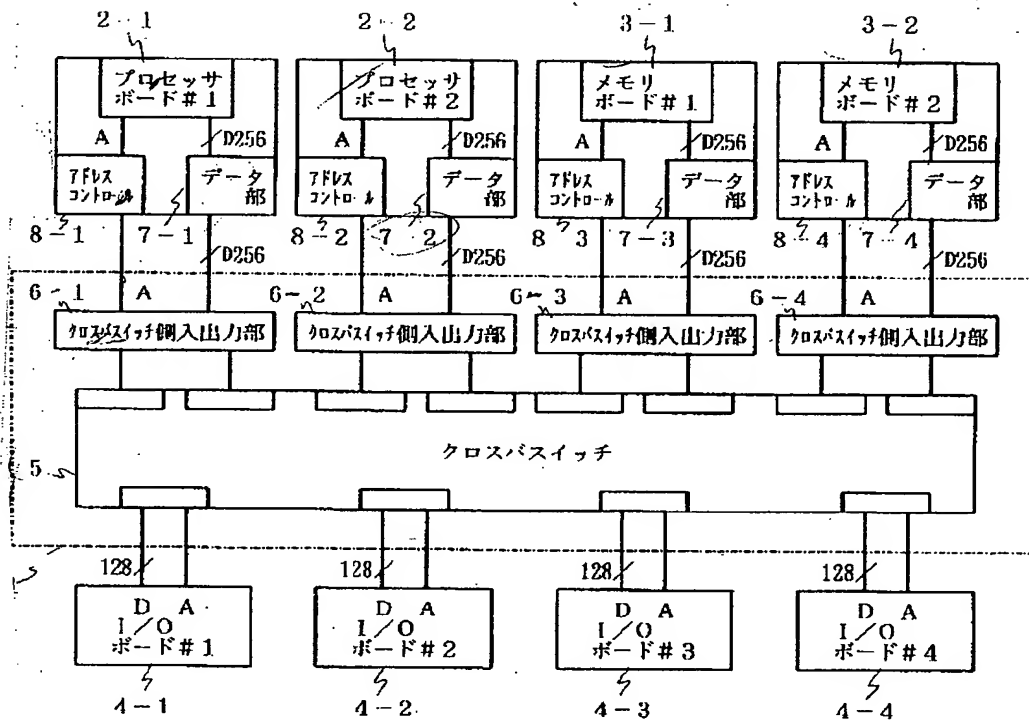 2-1
2-2
3-1
3-2
プロセッサ
ボード#1
プロセッサ
ボード#2
メモリ
ボード#1
メモリ
ボード#2
A
D256
A
D256
A
D256
A
D256
アドレス
コントロール
データ
部
アドレス
コントロール
データ
部
アドレス
コントロール
データ
部
アドレス
コントロール
データ
部
8-1
7-1
8-2
7-2
8-3
7-3
8-4
7-4
D256
D256
D256
D256
6-1
A
6-2
A
6-3
A
6-4
A
クロスバスイッチ側入出力部
クロスバスイッチ側入出力部
クロスバスイッチ側入出力部
クロスバスイッチ側入出力部
クロスバスイッチ
5
1
128
128
128
128
D A
I/O
ボード#1
D A
I/O
ボード#2
D A
I/O
ボード#3
D A
I/O
ボード#4
4-1
4-2
4-3
4-4